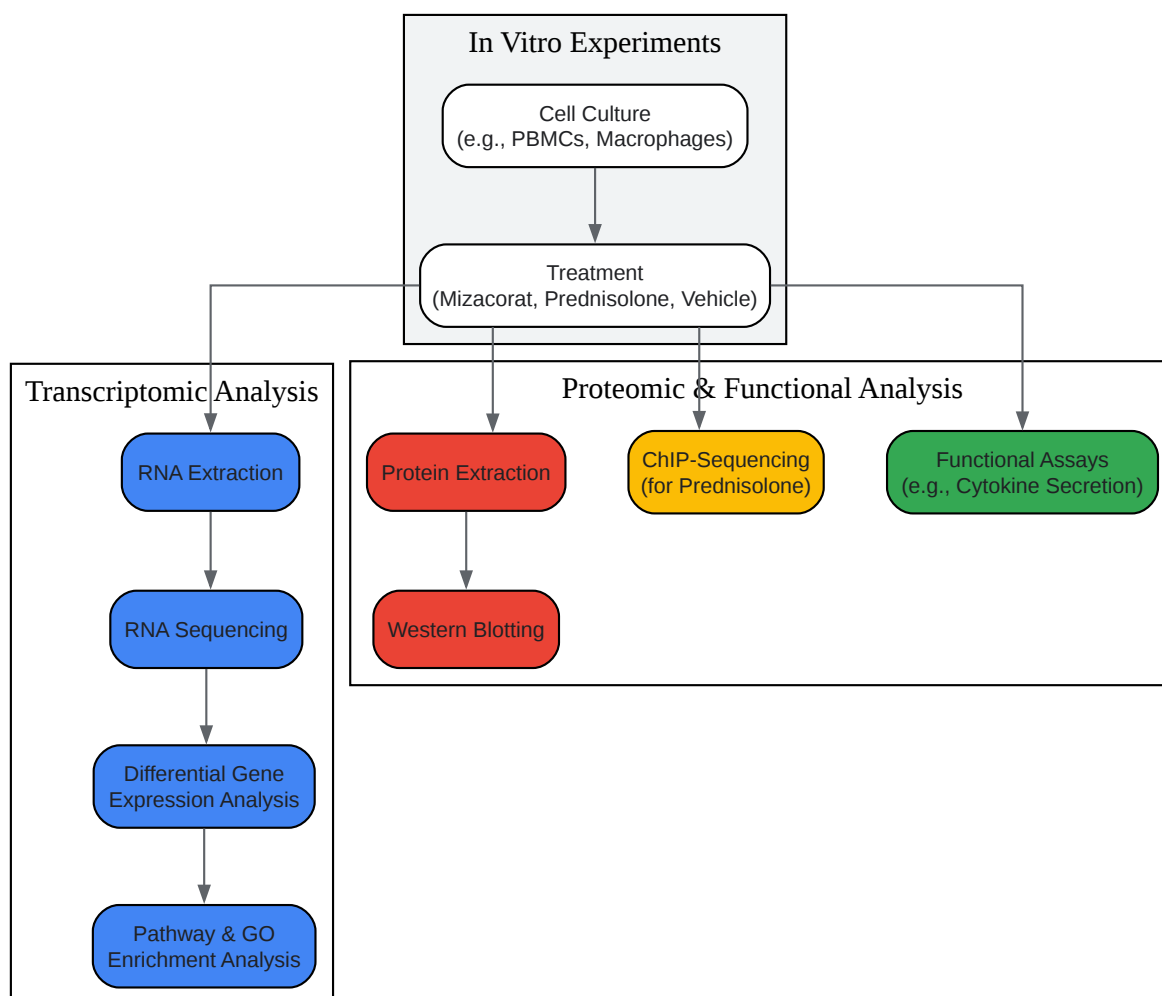 In Vitro Experiments
Cell Culture
(e.g., PBMCs, Macrophages)
Treatment
(Mizacorat, Prednisolone, Vehicle)
Transcriptomic Analysis
RNA Extraction
RNA Sequencing
Differential Gene
Expression Analysis
Pathway & GO
Enrichment Analysis
Proteomic & Functional Analysis
Protein Extraction
Western Blotting
ChIP-Sequencing
(for Prednisolone)
Functional Assays
(e.g., Cytokine Secretion)